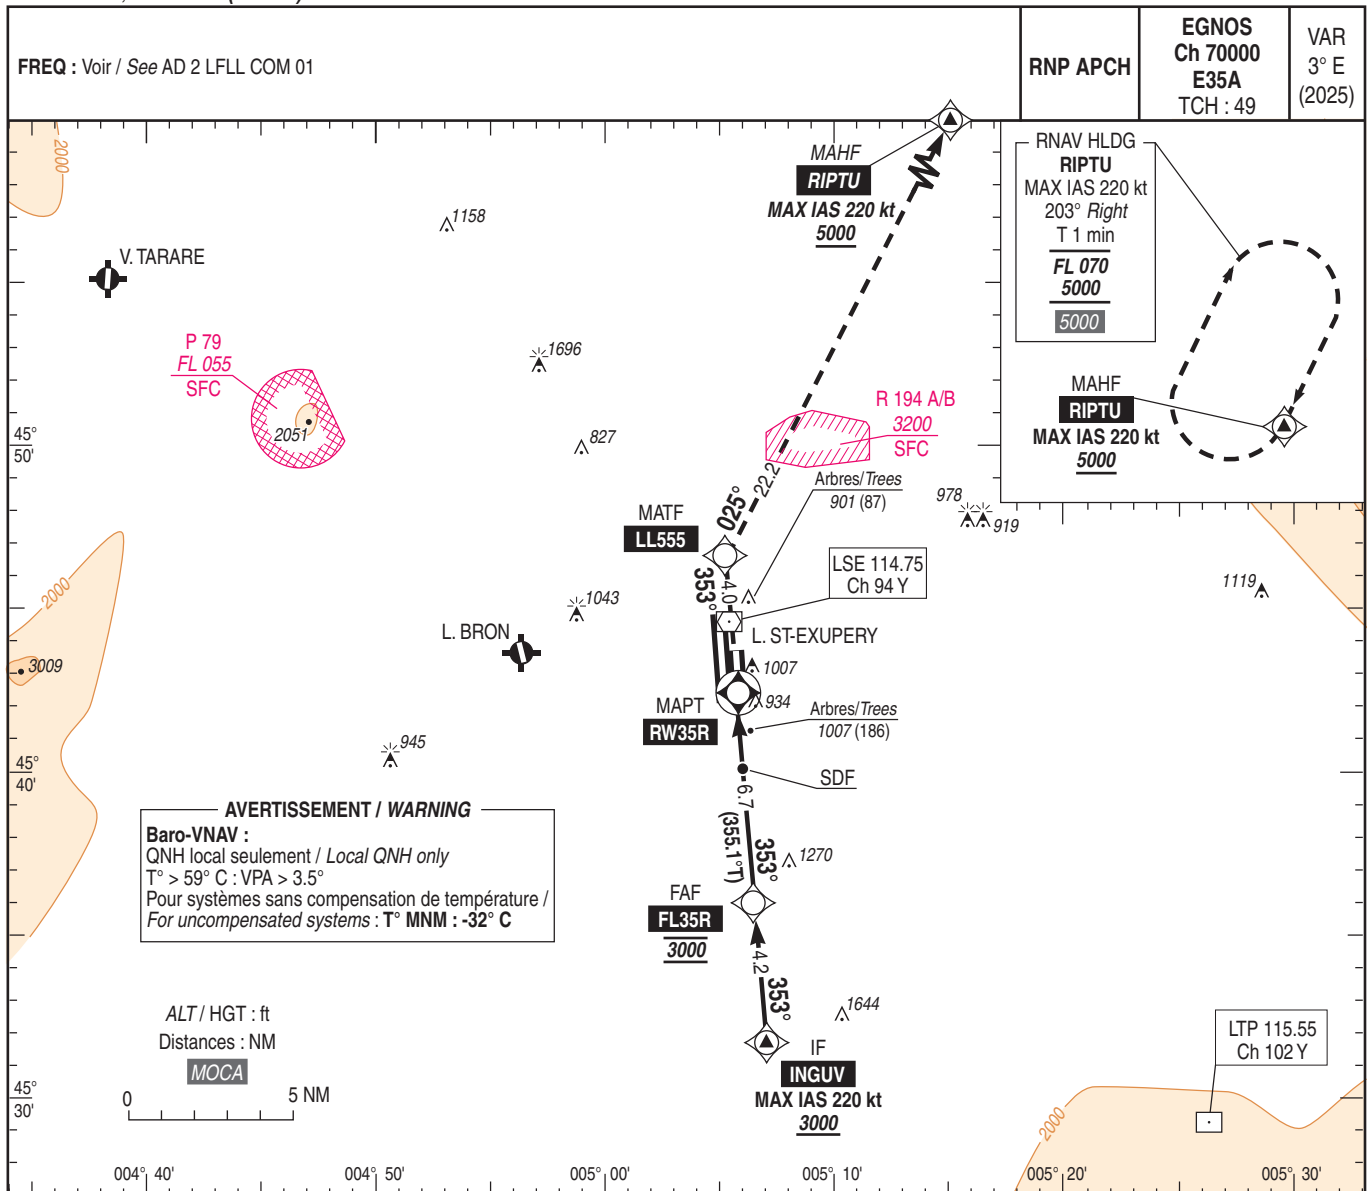 FREQ : Voir / See AD 2 LFLL COM 01
RNP APCH
EGNOS
Ch 70000
E35A
TCH : 49
VAR
3° E
(2025)
2000
MAHF
RIPTU
MAX IAS 220 kt
5000
RNAV HLDG
RIPTU
MAX IAS 220 kt
203° Right
T 1 min
FL 070
5000
5000
MAHF
RIPTU
MAX IAS 220 kt
5000
1158
V. TARARE
P 79
FL 055
SFC
2051
1696
827
R 194 A/B
3200
SFC
45°
50'
22.2
025°
Arbres/Trees
901 (87)
978
919
MATF
LL555
LSE 114.75
Ch 94 Y
353°
4.0
1043
1119
2000
L. BRON
L. ST-EXUPERY
3009
1007
934
MAPT
RW35R
Arbres/Trees
1007 (186)
945
45°
40'
SDF
6.7
(355.1°T)
353°
1270
AVERTISSEMENT / WARNING
Baro-VNAV :
QNH local seulement / Local QNH only
T° > 59° C : VPA > 3.5°
Pour systèmes sans compensation de température /
For uncompensated systems : T° MNM : -32° C
FAF
FL35R
3000
4.2
353°
1644
ALT / HGT : ft
Distances : NM
MOCA
0
5 NM
IF
INGUV
MAX IAS 220 kt
3000
LTP 115.55
Ch 102 Y
45°
30'
2000
004° 40'
004° 50'
005° 00'
005° 10'
005° 20'
005° 30'